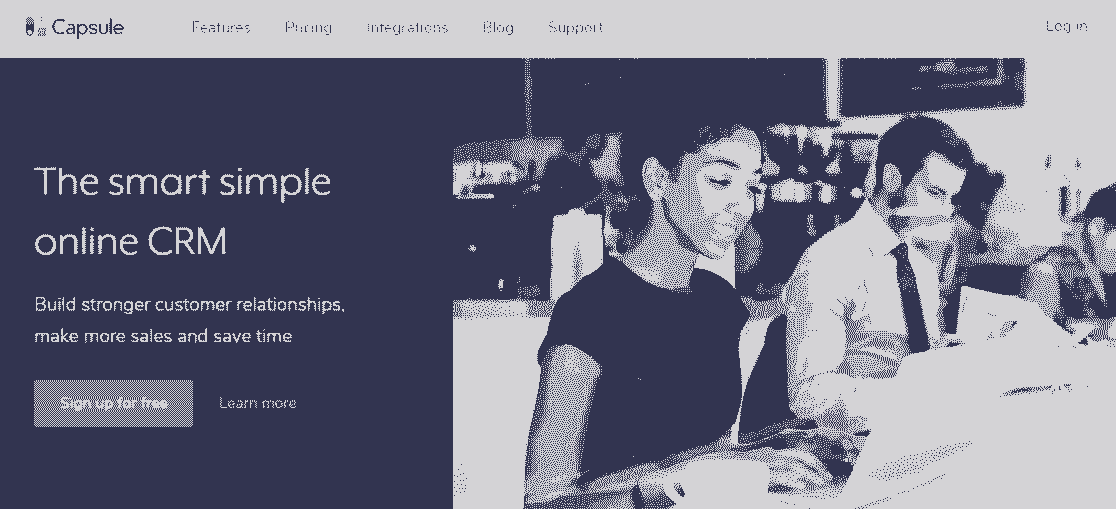 Capsule
Features Pricing Integrations Blog Support
Log in
The smart simple
online CRM
Build stronger customer relationships,
make more sales and save time
Sign up for free
Learn more